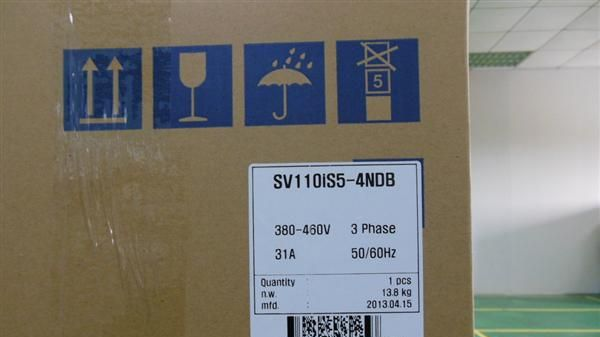 5
SV110iS5-4NDB
380-460V 3 Phase
31A 50/60Hz
Quantity : 1 pcs
n.w. : 13.8 kg
mfd. : 2013.04.15